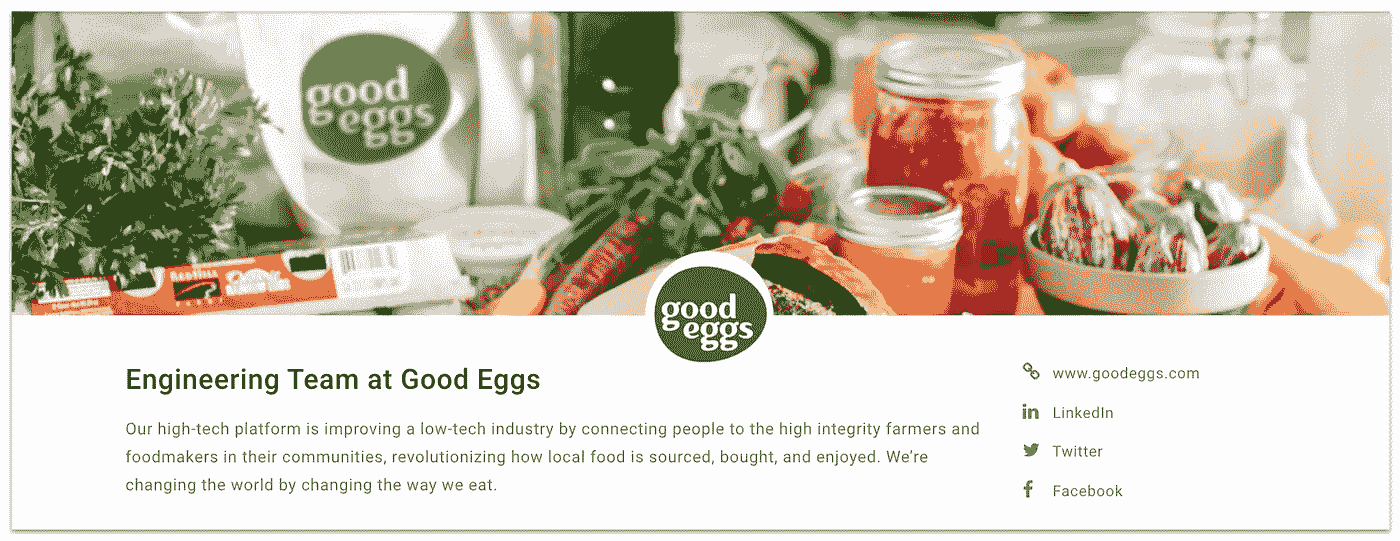 good
eggs
good
eggs
Engineering Team at Good Eggs
Our high-tech platform is improving a low-tech industry by connecting people to the high integrity farmers and
foodmakers in their communities, revolutionizing how local food is sourced, bought, and enjoyed. We’re
changing the world by changing the way we eat.
www.goodeggs.com
LinkedIn
Twitter
Facebook